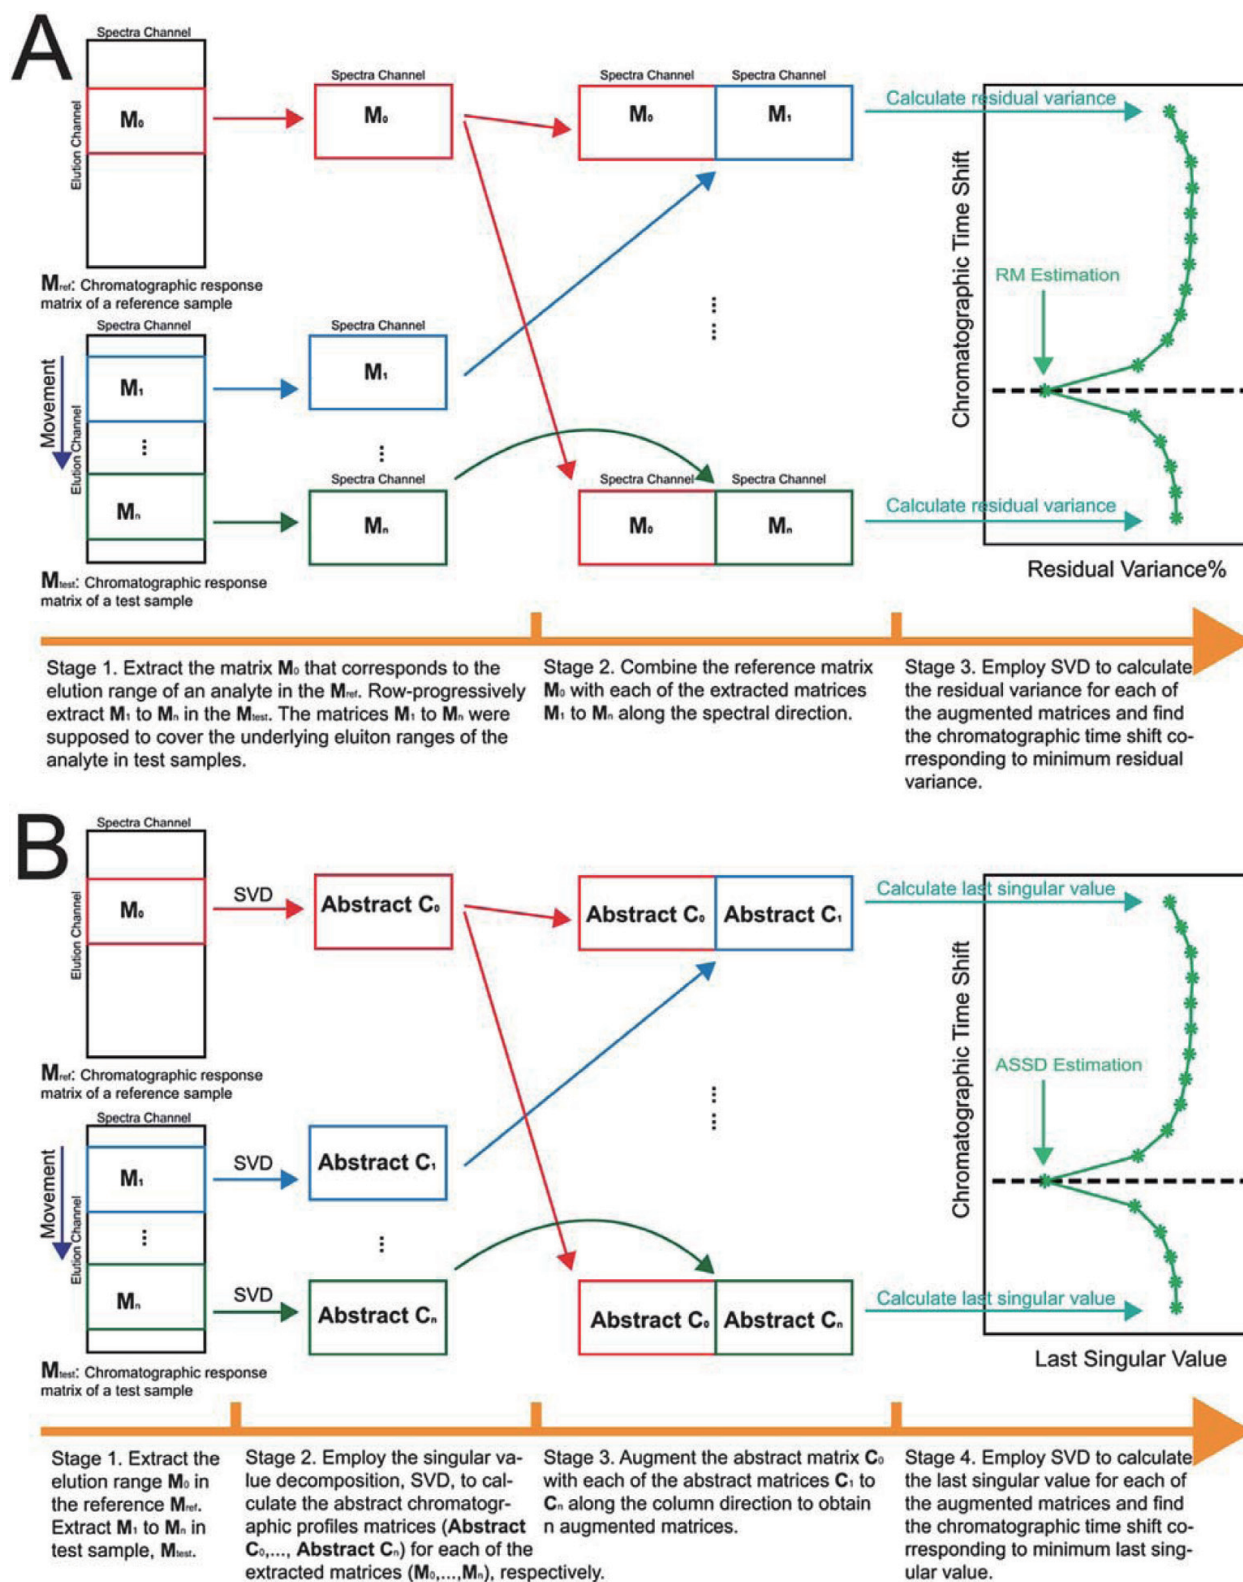 A
Spectra Channel
Elution Channel
M₀
Mref: Chromatographic response
matrix of a reference sample
Spectra Channel
M₀
Spectra Channel
Spectra Channel
M₀
M₁
Calculate residual variance
Spectra Channel
Movement
Elution Channel
M₁
...
Mₙ
Mtest: Chromatographic response
matrix of a test sample
Spectra Channel
M₁
...
Spectra Channel
Mₙ
... ...
Spectra Channel
Spectra Channel
M₀
Mₙ
Calculate residual variance
Chromatographic Time Shift
RM Estimation
Residual Variance%
Stage 1. Extract the matrix M₀ that corresponds to the
elution range of an analyte in the Mref. Row-progressively
extract M₁ to Mₙ in the Mtest. The matrices M₁ to Mₙ were
supposed to cover the underlying eluiton ranges of the
analyte in test samples.
Stage 2. Combine the reference matrix
M₀ with each of the extracted matrices
M₁ to Mₙ along the spectral direction.
Stage 3. Employ SVD to calculate
the residual variance for each of
the augmented matrices and find
the chromatographic time shift co-
rresponding to minimum residual
variance.
B
Spectra Channel
Elution Channel
M₀
Mref: Chromatographic response
matrix of a reference sample
SVD
Abstract C₀
Abstract C₀
Abstract C₁
Calculate last singular value
Spectra Channel
Movement
Elution Channel
M₁
...
Mₙ
Mtest: Chromatographic response
matrix of a test sample
SVD
Abstract C₁
...
SVD
Abstract Cₙ
... ...
Abstract C₀
Abstract Cₙ
Calculate last singular value
Chromatographic Time Shift
ASSD Estimation
Last Singular Value
Stage 1. Extract the
elution range M₀ in
the reference Mref.
Extract M₁ to Mₙ in
test sample, Mtest.
Stage 2. Employ the singular va-
lue decomposition, SVD, to cal-
culate the abstract chromatogr-
aphic profiles matrices (Abstract
C₀,..., Abstract Cₙ) for each of the
extracted matrices (M₀,...,Mₙ), respectively.
Stage 3. Augment the abstract matrix C₀
with each of the abstract matrices C₁ to
Cₙ along the column direction to obtain
n augmented matrices.
Stage 4. Employ SVD to calculate
the last singular value for each of
the augmented matrices and find
the chromatographic time shift co-
rresponding to minimum last sing-
ular value.